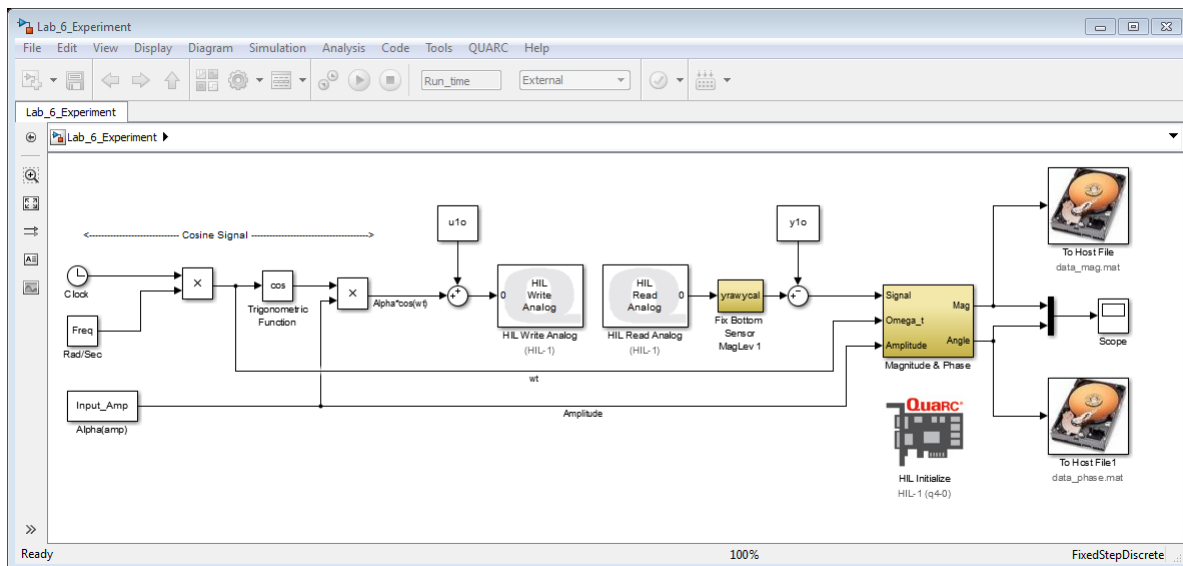 Lab_6_Experiment
File Edit View Display Diagram Simulation Analysis Code Tools QUARC Help
Run_time
External
Lab_6_Experiment
Lab_6_Experiment
<---------------------------- Cosine Signal ------------------------------------>
Clock
Freq
Rad/Sec
×
cos
Trigonometric
Function
×
Alpha*cos(wt)
Input_Amp
Alpha(amp)
u1o
0
HIL
Write
Analog
HIL Write Analog
(HIL-1)
HIL
Read
Analog
0
HIL Read Analog
(HIL-1)
yrawycal
Fix Bottom
Sensor
MagLev 1
y1o
wt
Amplitude
Signal
Omega_t
Amplitude
Mag
Angle
Magnitude & Phase
QUARC
HIL Initialize
HIL-1 (q4-0)
To Host File
data_mag.mat
Scope
To Host File1
data_phase.mat
Ready
100%
FixedStepDiscrete